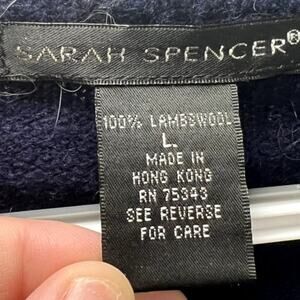 SARAH SPENCER®
100% LAMBSWOOL
L
MADE IN
HONG KONG
RN 75343
SEE REVERSE
FOR CARE